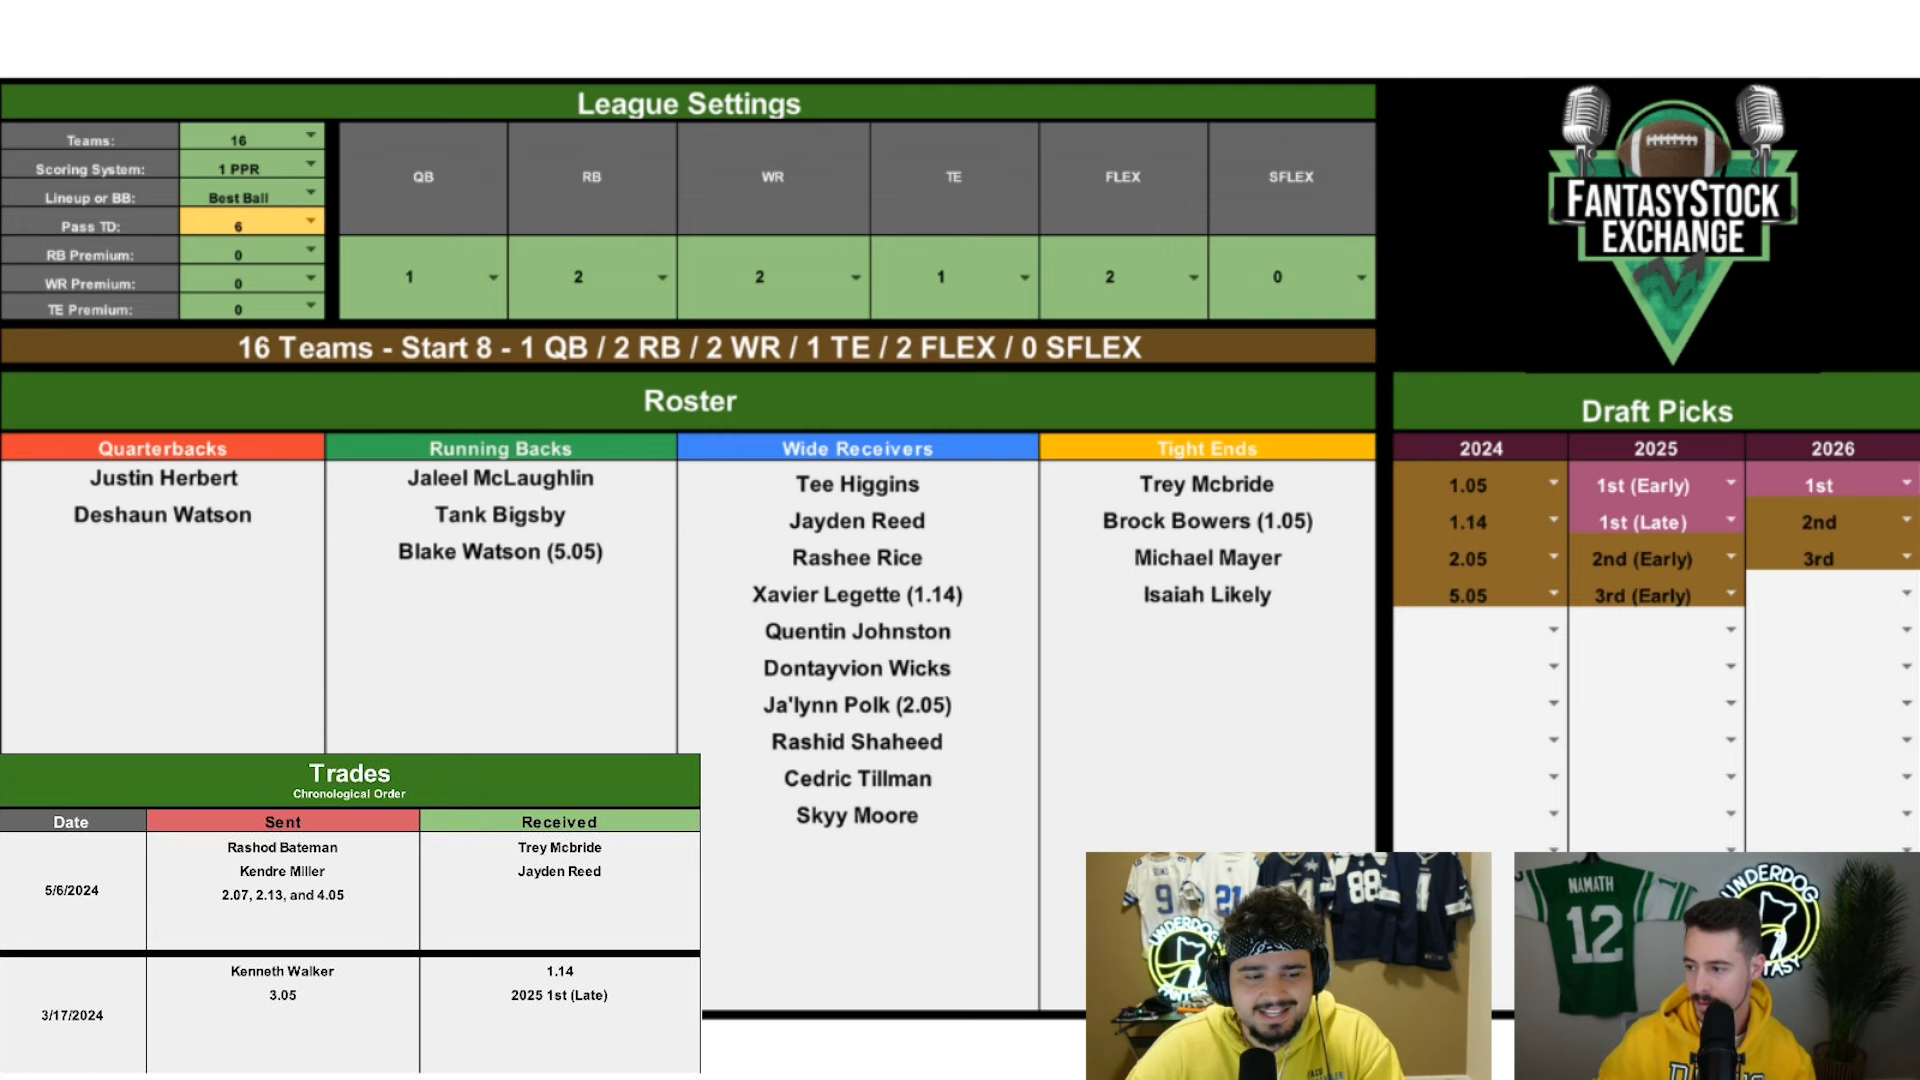 League Settings
Teams: 16
Scoring System: 1 PPR
Lineup or BB: Best Ball
Pass TD: 6
RB Premium: 0
WR Premium: 0
TE Premium: 0
QB RB WR TE FLEX SFLEX
1 2 2 1 2 0
FANTASYSTOCK
EXCHANGE
16 Teams - Start 8 - 1 QB / 2 RB / 2 WR / 1 TE / 2 FLEX / 0 SFLEX
Roster
Quarterbacks
Justin Herbert
Deshaun Watson
Running Backs
Jaleel McLaughlin
Tank Bigsby
Blake Watson (5.05)
Wide Receivers
Tee Higgins
Jayden Reed
Rashee Rice
Xavier Legette (1.14)
Quentin Johnston
Dontayvion Wicks
Ja'lynn Polk (2.05)
Rashid Shaheed
Cedric Tillman
Skyy Moore
Tight Ends
Trey Mcbride
Brock Bowers (1.05)
Michael Mayer
Isaiah Likely
Draft Picks
2024 2025 2026
1.05 1st (Early) 1st
1.14 1st (Late) 2nd
2.05 2nd (Early) 3rd
5.05 3rd (Early)
Trades
Chronological Order
Date Sent Received
5/6/2024
Rashod Bateman
Kendre Miller
2.07, 2.13, and 4.05
Trey Mcbride
Jayden Reed
3/17/2024
Kenneth Walker
3.05
1.14
2025 1st (Late)
9
21
88
4
UNDERDOG
NAMATH
12
UNDERDOG